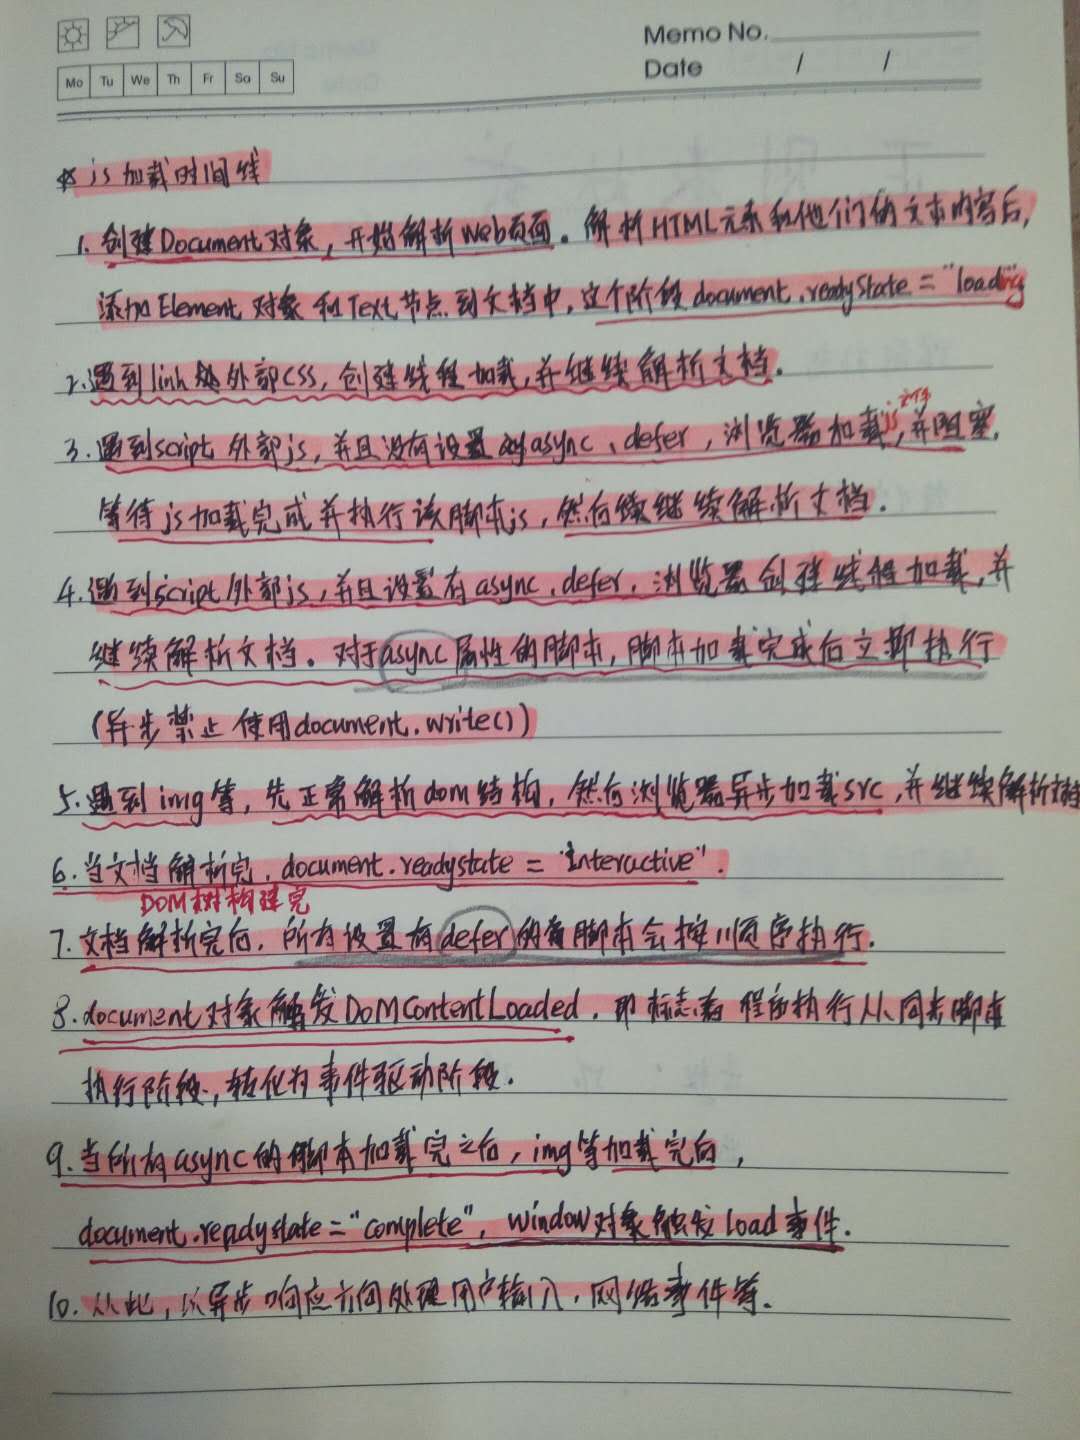 Memo No.
Date / /
Mo Tu We Th Fr Sa Su
☆ js加载时间线
1. 创建Document对象，开始解析web页面。解析HTML元素和他们的文本内容后，
添加Element对象和Text节点到文档中，这个阶段document.readyState = "loading"
2. 遇到link 外部css，创建线程加载，并继续解析文档。
3. 遇到script外部js，并且没有设置async、defer，浏览器加载js文件，并阻塞，
等待js加载完成并执行该脚本js，然后继续解析文档。
4. 遇到script外部js，并且设置有async、defer，浏览器创建线程加载，并
继续解析文档。对于async属性的脚本，脚本加载完成后立即执行
(异步禁止使用document.write())
5. 遇到img等，先正常解析dom结构，然后浏览器异步加载src，并继续解析文档
6. 当文档解析完，document.readystate = "interactive".
DOM树构建完
7. 文档解析完后，所有设置有defer的脚本会按顺序执行.
8. document对象触发DOMContentLoaded，即标志着程序执行从同步脚本
执行阶段，转化为事件驱动阶段.
9. 当所有async的脚本加载完之后，img等加载完后，
document.readystate = "complete", window对象触发load事件.
10. 从此，以异步响应方向处理用户输入，网络事件等.